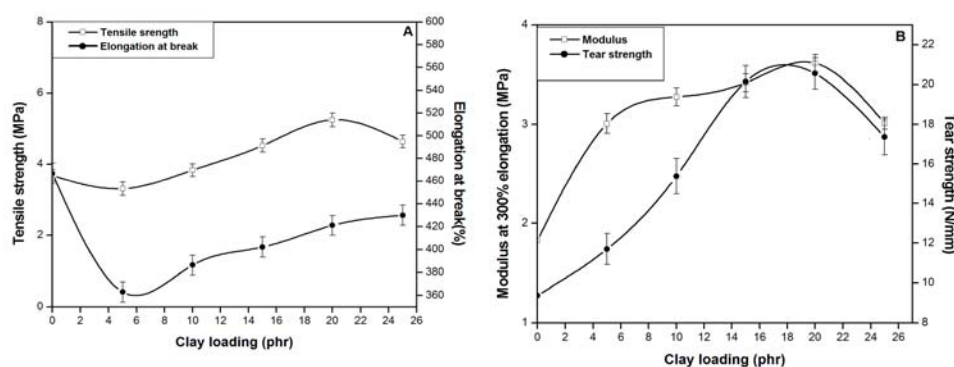 A
Tensile srength
Elongation at break
Tensile strength (MPa)
8
6
4
2
0
Elongation at break(%)
600
580
560
540
520
500
480
460
440
420
400
380
360
0 2 4 6 8 10 12 14 16 18 20 22 24 26
Clay loading (phr)
B
Modulus
Tear strength
Modulus at 300% elongation (MPa)
4
3
2
1
Tear strength (N/mm)
22
20
18
16
14
12
10
8
0 2 4 6 8 10 12 14 16 18 20 22 24 26
Clay loading (phr)